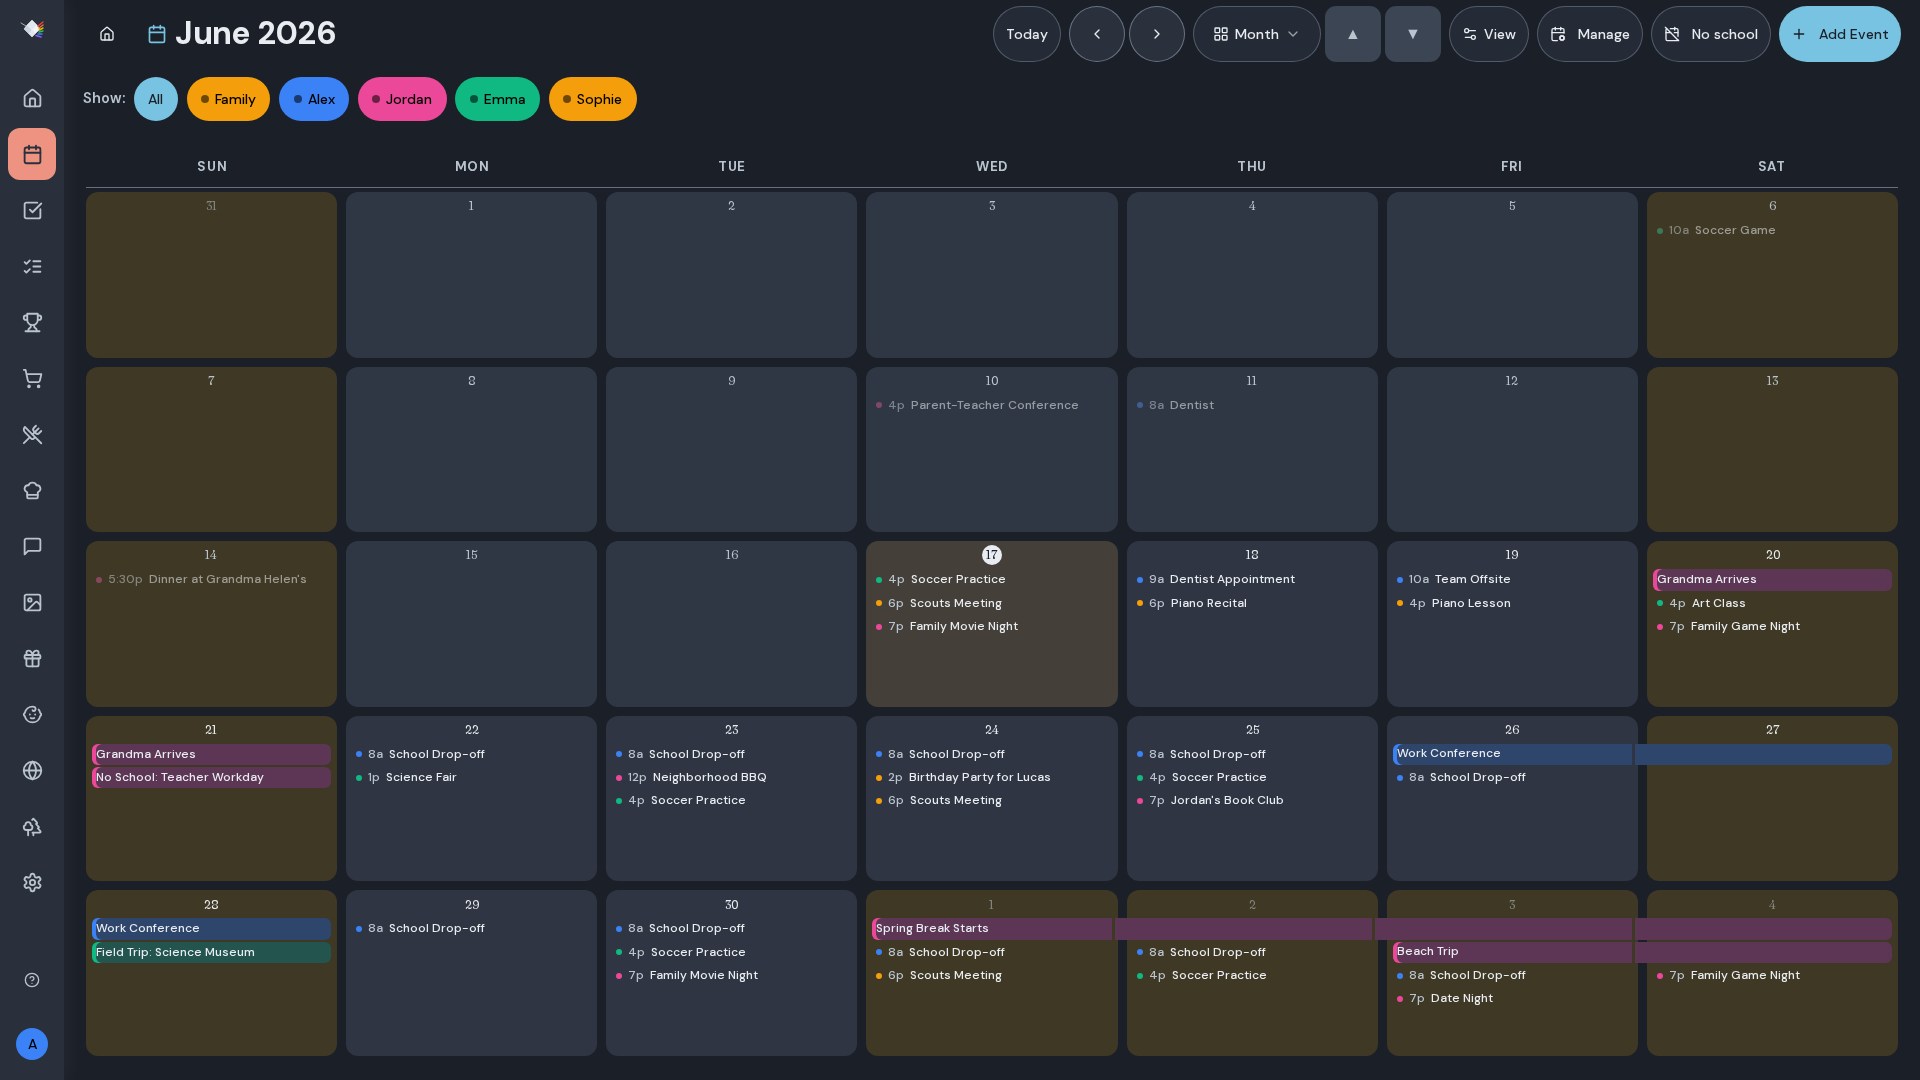 June 2026
Today
Month
▲
▼
View
Manage
No school
Add Event
Show:
All
Family
Alex
Jordan
Emma
Sophie
SUN MON TUE WED THU FRI SAT
31 1 2 3 4 5 6
10a Soccer Game
7 8 9 10 11 12 13
4p Parent-Teacher Conference
8a Dentist
14 15 16 17 18 19 20
5:30p Dinner at Grandma Helen's
4p Soccer Practice
6p Scouts Meeting
7p Family Movie Night
9a Dentist Appointment
6p Piano Recital
10a Team Offsite
4p Piano Lesson
Grandma Arrives
4p Art Class
7p Family Game Night
21 22 23 24 25 26 27
Grandma Arrives
No School: Teacher Workday
8a School Drop-off
1p Science Fair
8a School Drop-off
12p Neighborhood BBQ
4p Soccer Practice
8a School Drop-off
2p Birthday Party for Lucas
6p Scouts Meeting
8a School Drop-off
4p Soccer Practice
7p Jordan's Book Club
Work Conference
8a School Drop-off
28 29 30 1 2 3 4
Work Conference
Field Trip: Science Museum
8a School Drop-off
8a School Drop-off
4p Soccer Practice
7p Family Movie Night
Spring Break Starts
8a School Drop-off
6p Scouts Meeting
8a School Drop-off
4p Soccer Practice
Beach Trip
8a School Drop-off
7p Date Night
7p Family Game Night
A